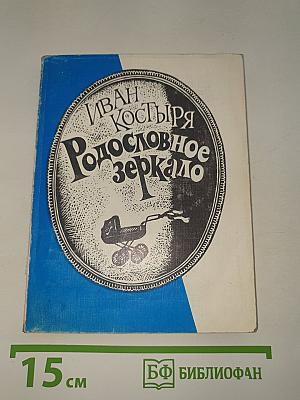 ИВАН
КОСТЫРЯ
Родословное
зеркало
15 см
БФ БИБЛИОФАН